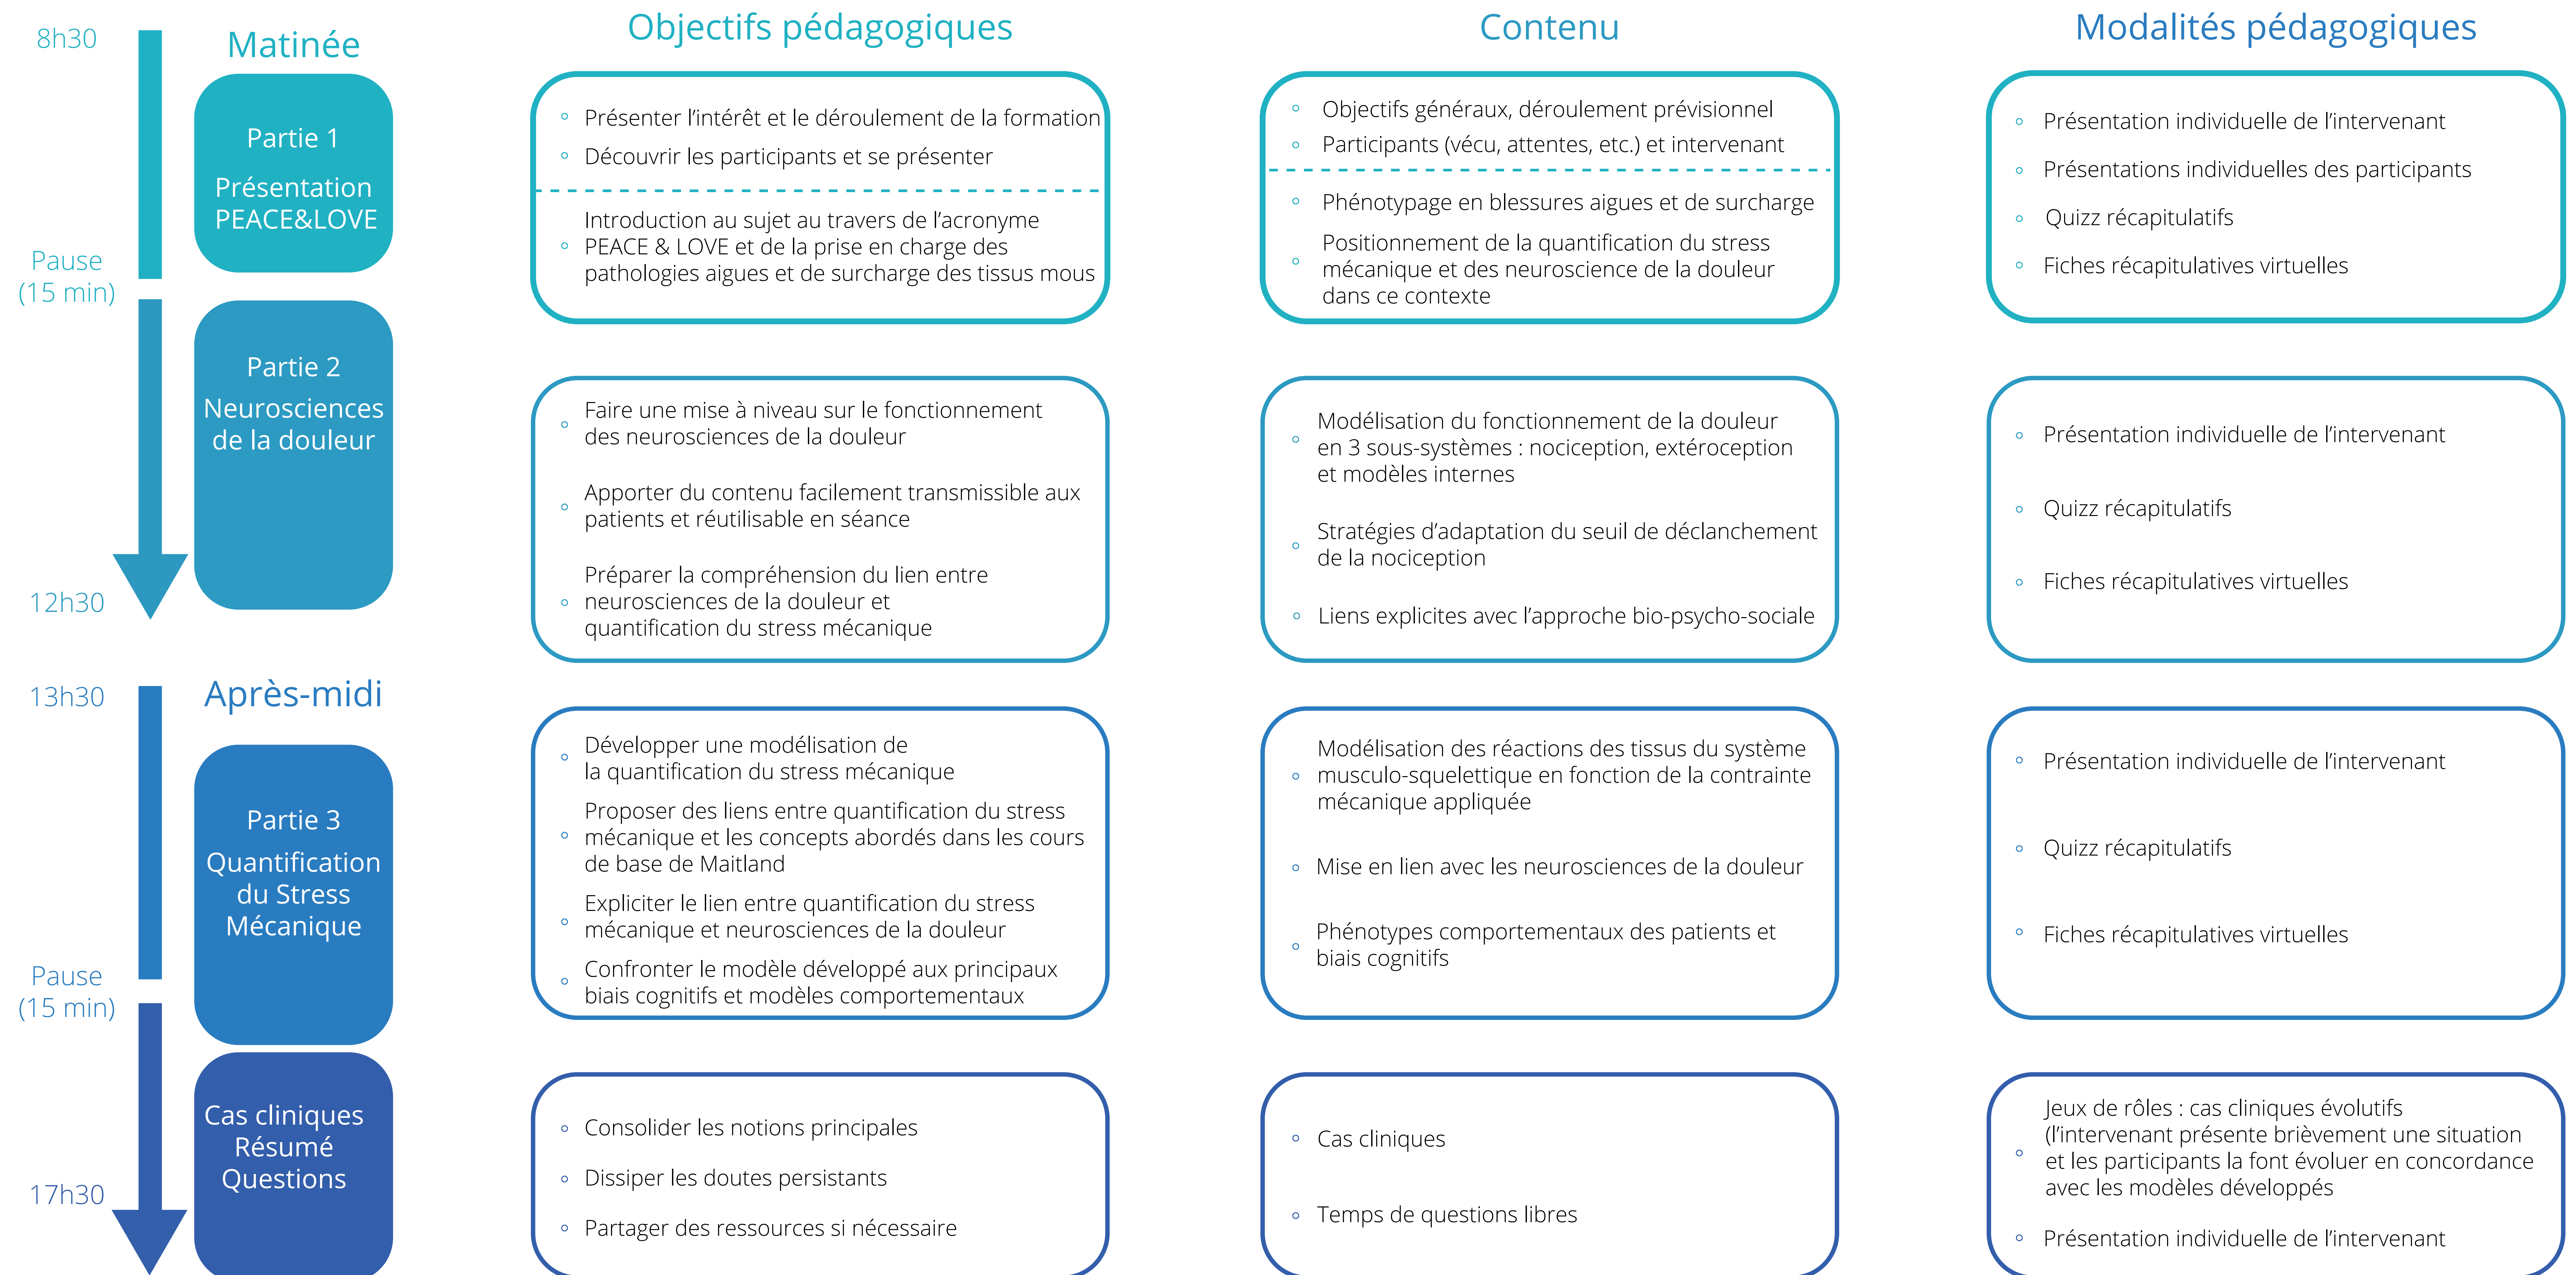 8h30
Matinée
Objectifs pédagogiques
Contenu
Modalités pédagogiques
Partie 1
Présentation
PEACE&LOVE
Présenter l’intérêt et le déroulement de la formation
Découvrir les participants et se présenter
Introduction au sujet au travers de l’acronyme
PEACE & LOVE et de la prise en charge des
pathologies aigues et de surcharge des tissus mous
Objectifs généraux, déroulement prévisionnel
Participants (vécu, attentes, etc.) et intervenant
Phénotypage en blessures aigues et de surcharge
Positionnement de la quantification du stress
mécanique et des neuroscience de la douleur
dans ce contexte
Présentation individuelle de l’intervenant
Présentations individuelles des participants
Quizz récapitulatifs
Fiches récapitulatives virtuelles
Pause
(15 min)
Partie 2
Neurosciences
de la douleur
Faire une mise à niveau sur le fonctionnement
des neurosciences de la douleur
Apporter du contenu facilement transmissible aux
patients et réutilisable en séance
Préparer la compréhension du lien entre
neurosciences de la douleur et
quantification du stress mécanique
Modélisation du fonctionnement de la douleur
en 3 sous-systèmes : nociception, extéroception
et modèles internes
Stratégies d’adaptation du seuil de déclanchement
de la nociception
Liens explicites avec l’approche bio-psycho-sociale
Présentation individuelle de l’intervenant
Quizz récapitulatifs
Fiches récapitulatives virtuelles
12h30
13h30
Après-midi
Partie 3
Quantification
du Stress
Mécanique
Développer une modélisation de
la quantification du stress mécanique
Proposer des liens entre quantification du stress
mécanique et les concepts abordés dans les cours
de base de Maitland
Expliciter le lien entre quantification du stress
mécanique et neurosciences de la douleur
Confronter le modèle développé aux principaux
biais cognitifs et modèles comportementaux
Modélisation des réactions des tissus du système
musculo-squelettique en fonction de la contrainte
mécanique appliquée
Mise en lien avec les neurosciences de la douleur
Phénotypes comportementaux des patients et
biais cognitifs
Présentation individuelle de l’intervenant
Quizz récapitulatifs
Fiches récapitulatives virtuelles
Pause
(15 min)
Cas cliniques
Résumé
Questions
Consolider les notions principales
Dissiper les doutes persistants
Partager des ressources si nécessaire
Cas cliniques
Temps de questions libres
Jeux de rôles : cas cliniques évolutifs
(l’intervenant présente brièvement une situation
et les participants la font évoluer en concordance
avec les modèles développés
Présentation individuelle de l’intervenant
17h30